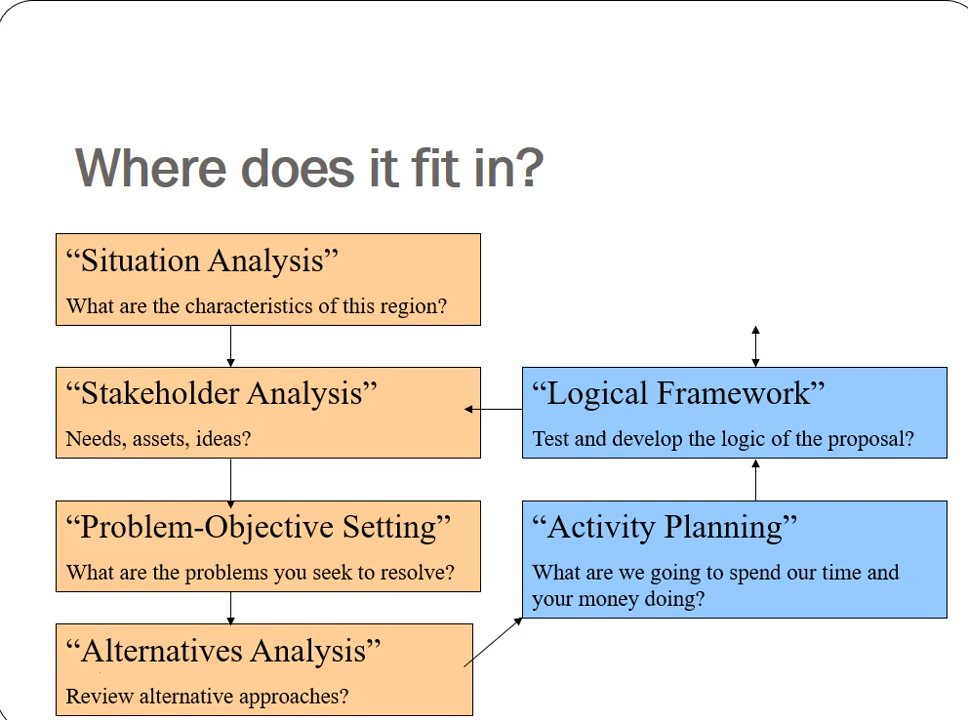 Where does it fit in?
“Situation Analysis”
What are the characteristics of this region?
“Stakeholder Analysis”
Needs, assets, ideas?
“Problem-Objective Setting”
What are the problems you seek to resolve?
“Alternatives Analysis”
Review alternative approaches?
“Logical Framework”
Test and develop the logic of the proposal?
“Activity Planning”
What are we going to spend our time and
your money doing?